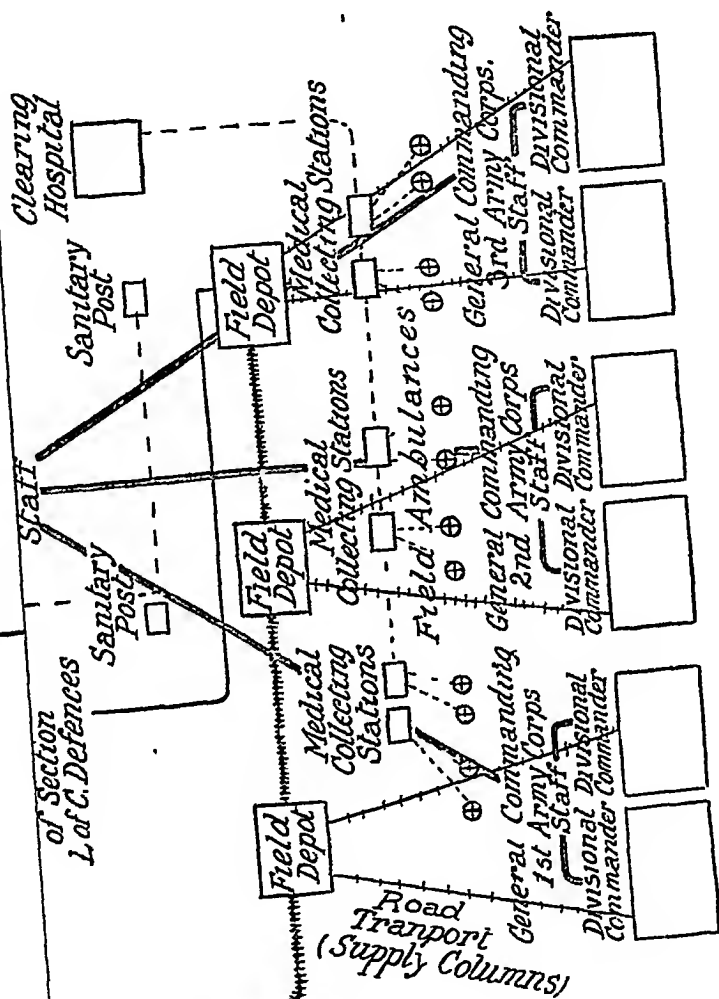 Clearing
Hospital
Sanitary
Post
Staff
Sanitary
Post
of Section
L of C. Defences
Field
Depot
Field
Depot
Field
Depot
Medical
Collecting Stations
Medical
Collecting Stations
Medical
Collecting
Stations
Field Ambulances
General Commanding
3rd Army Corps.
Staff
Divisional
Commander
Divisional
Commander
General Commanding
2nd Army Corps
Staff
Divisional
Commander
Divisional
Commander
General Commanding
1st Army Corps
Staff
Divisional
Commander
Divisional
Commander
Road
Tranport
(Supply Columns)